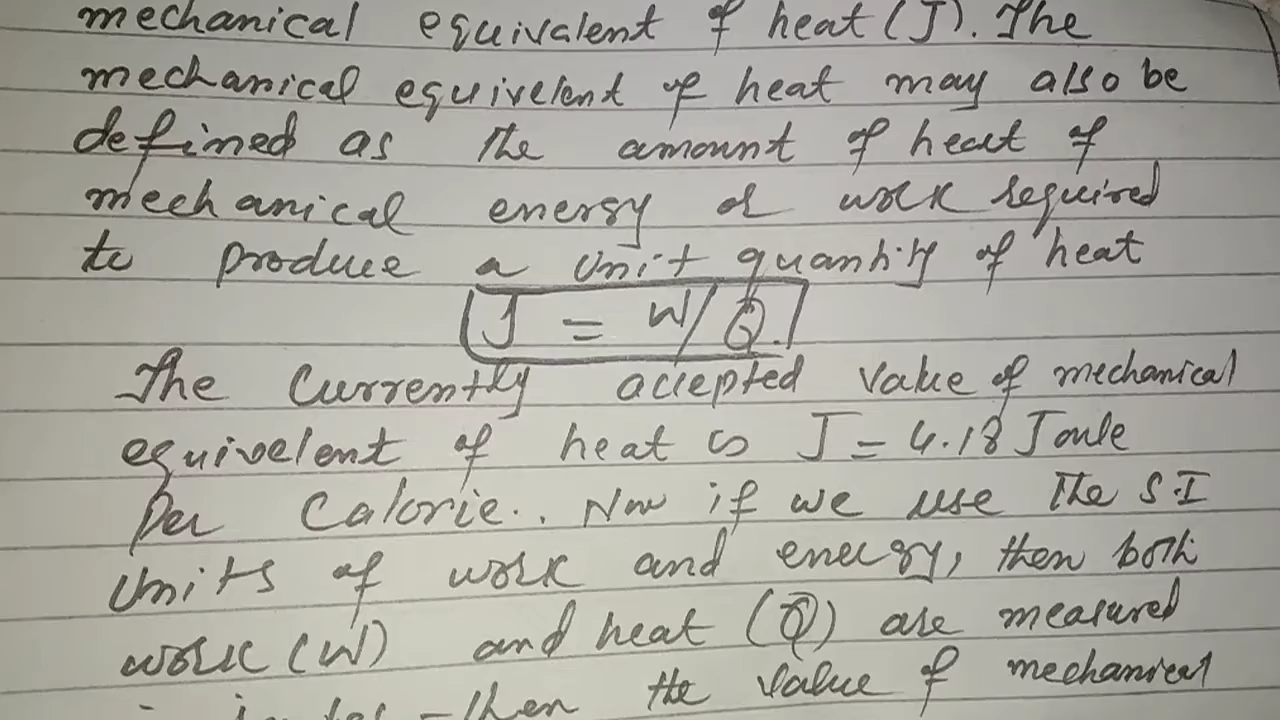 mechanical equivalent of heat (J). The
mechanical equivelent of heat may also be
defined as the amount of heat of
mechanical energy or work required
to produce a unit quantity of heat
J = W/Q.
The Currently accepted value of mechanical
equivelent of heat is J = 4.18 Joule
Per Calorie.. Now if we use the S.I
Units of work and energy, then both
work (W) and heat (Q) are measured
then the value of mechanical